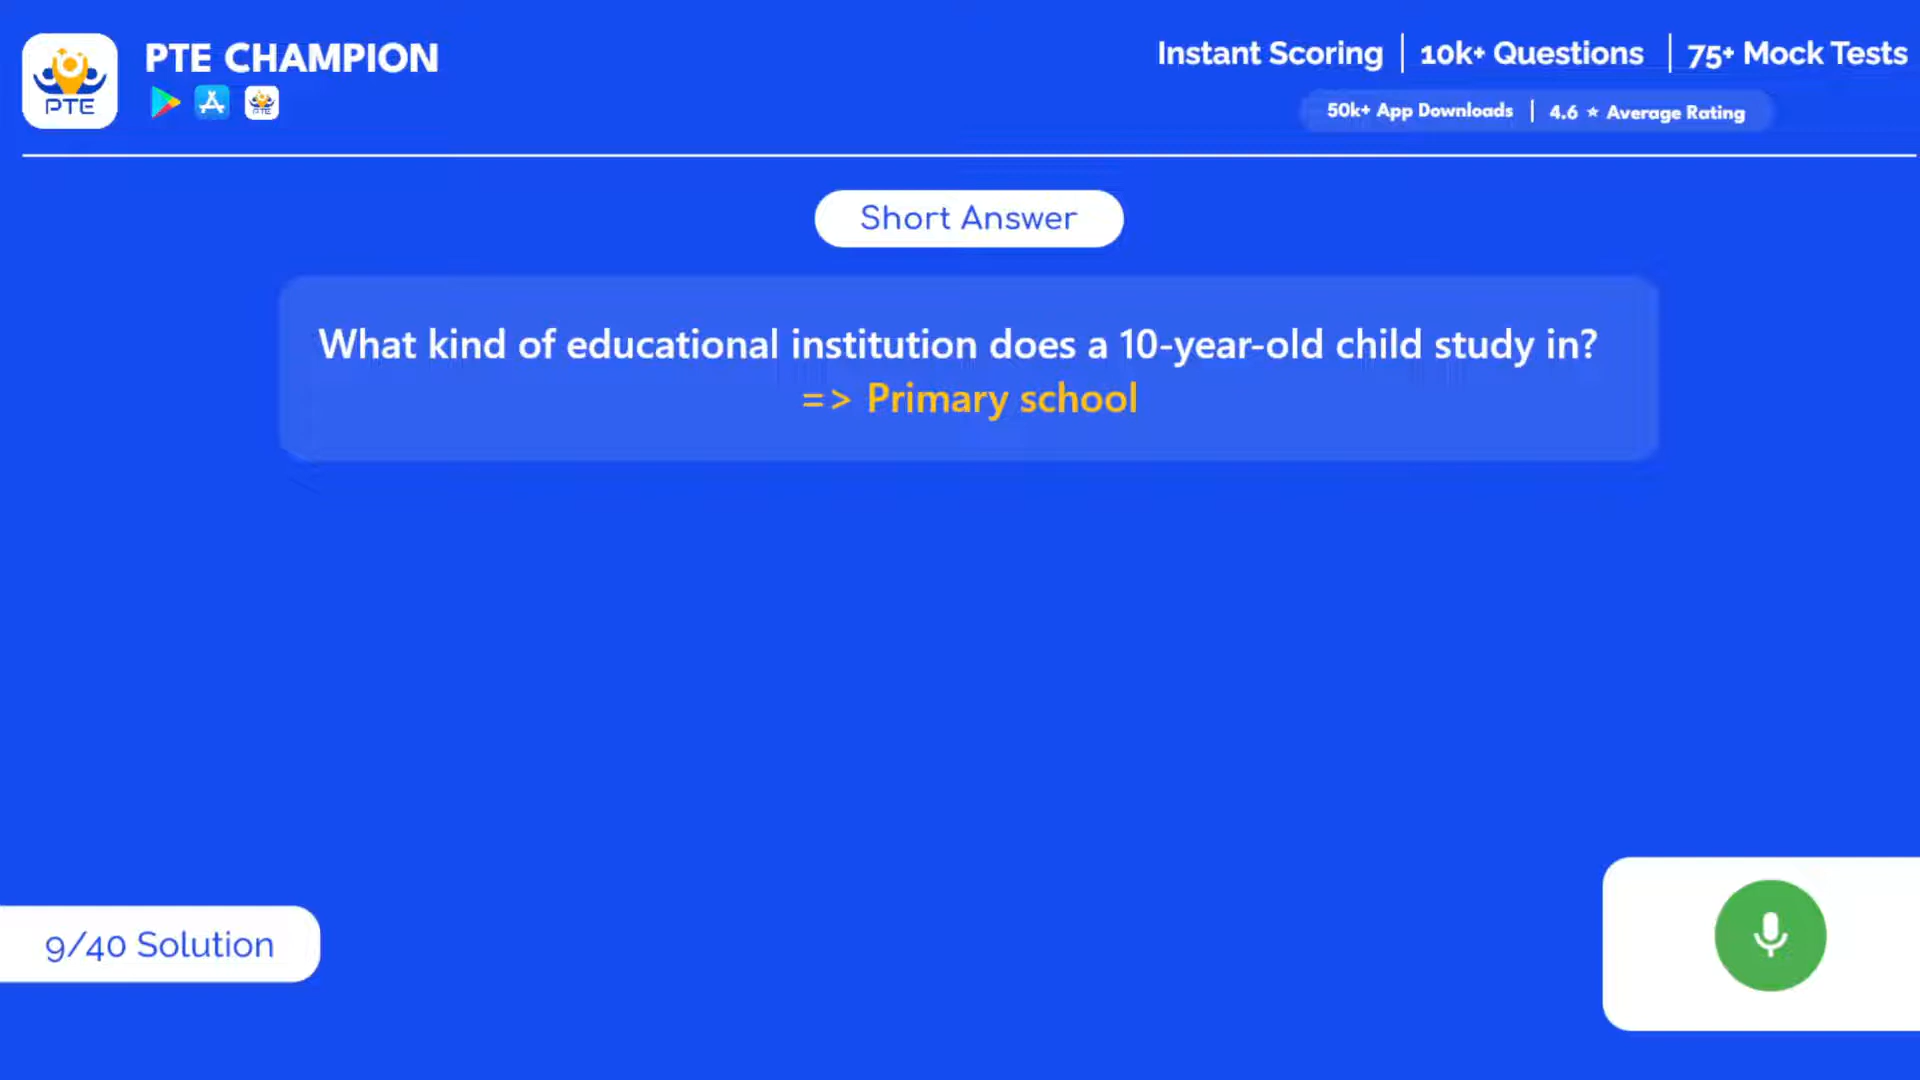 PTE CHAMPION
PTE
Instant Scoring | 10k+ Questions | 75+ Mock Tests
50k+ App Downloads | 4.6 ★ Average Rating
Short Answer
What kind of educational institution does a 10-year-old child study in?
=> Primary school
9/40 Solution